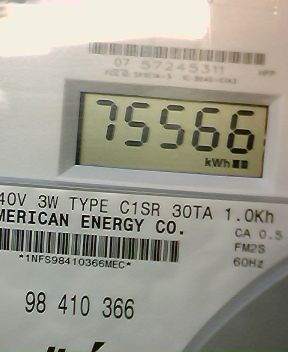 07 57245311
75566
kWh
40V 3W TYPE C1SR 30TA 1.0Kh
MERICAN ENERGY CO.
CA 0.5
FM2S
*1NFS98410366MEC*
60Hz
98 410 366